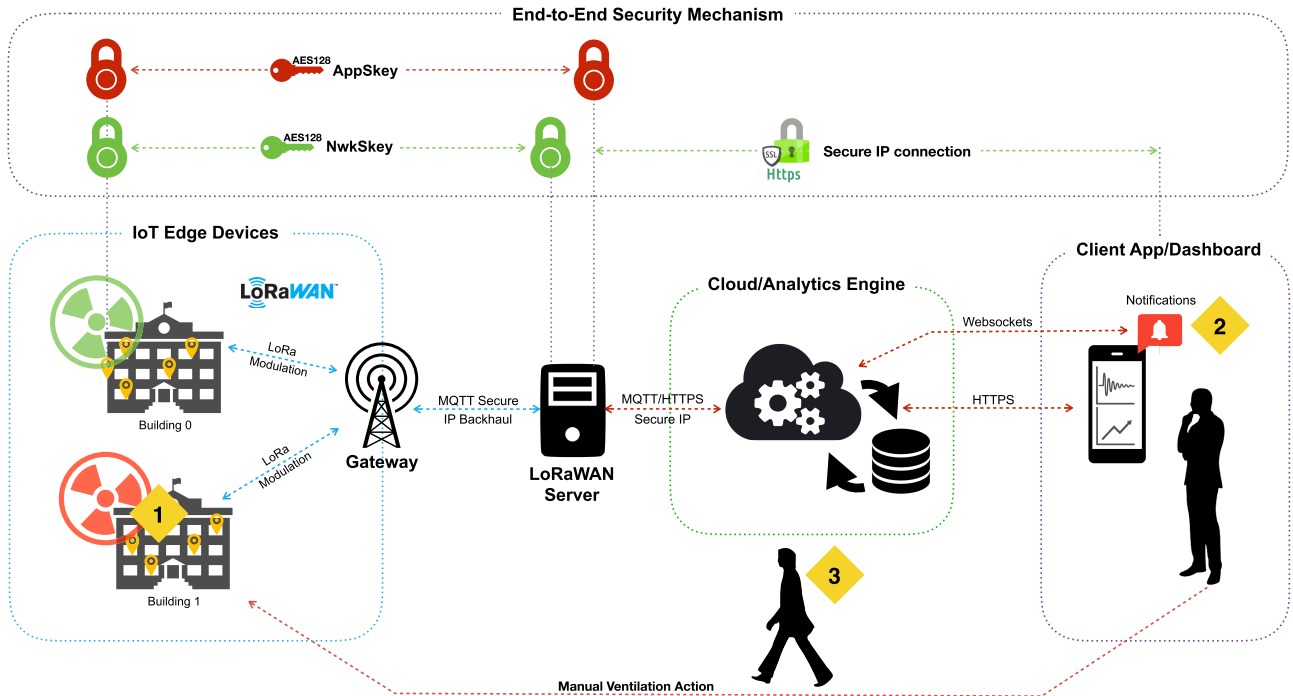 End-to-End Security Mechanism
AES128
AppSkey
AES128
NwkSkey
SSL
Https
Secure IP connection
IoT Edge Devices
LoRaWAN™
Building 0
LoRa
Modulation
LoRa
Modulation
1
Building 1
Gateway
MQTT Secure
IP Backhaul
LoRaWAN
Server
MQTT/HTTPS
Secure IP
Cloud/Analytics Engine
Websockets
HTTPS
Client App/Dashboard
Notifications
2
3
Manual Ventilation Action